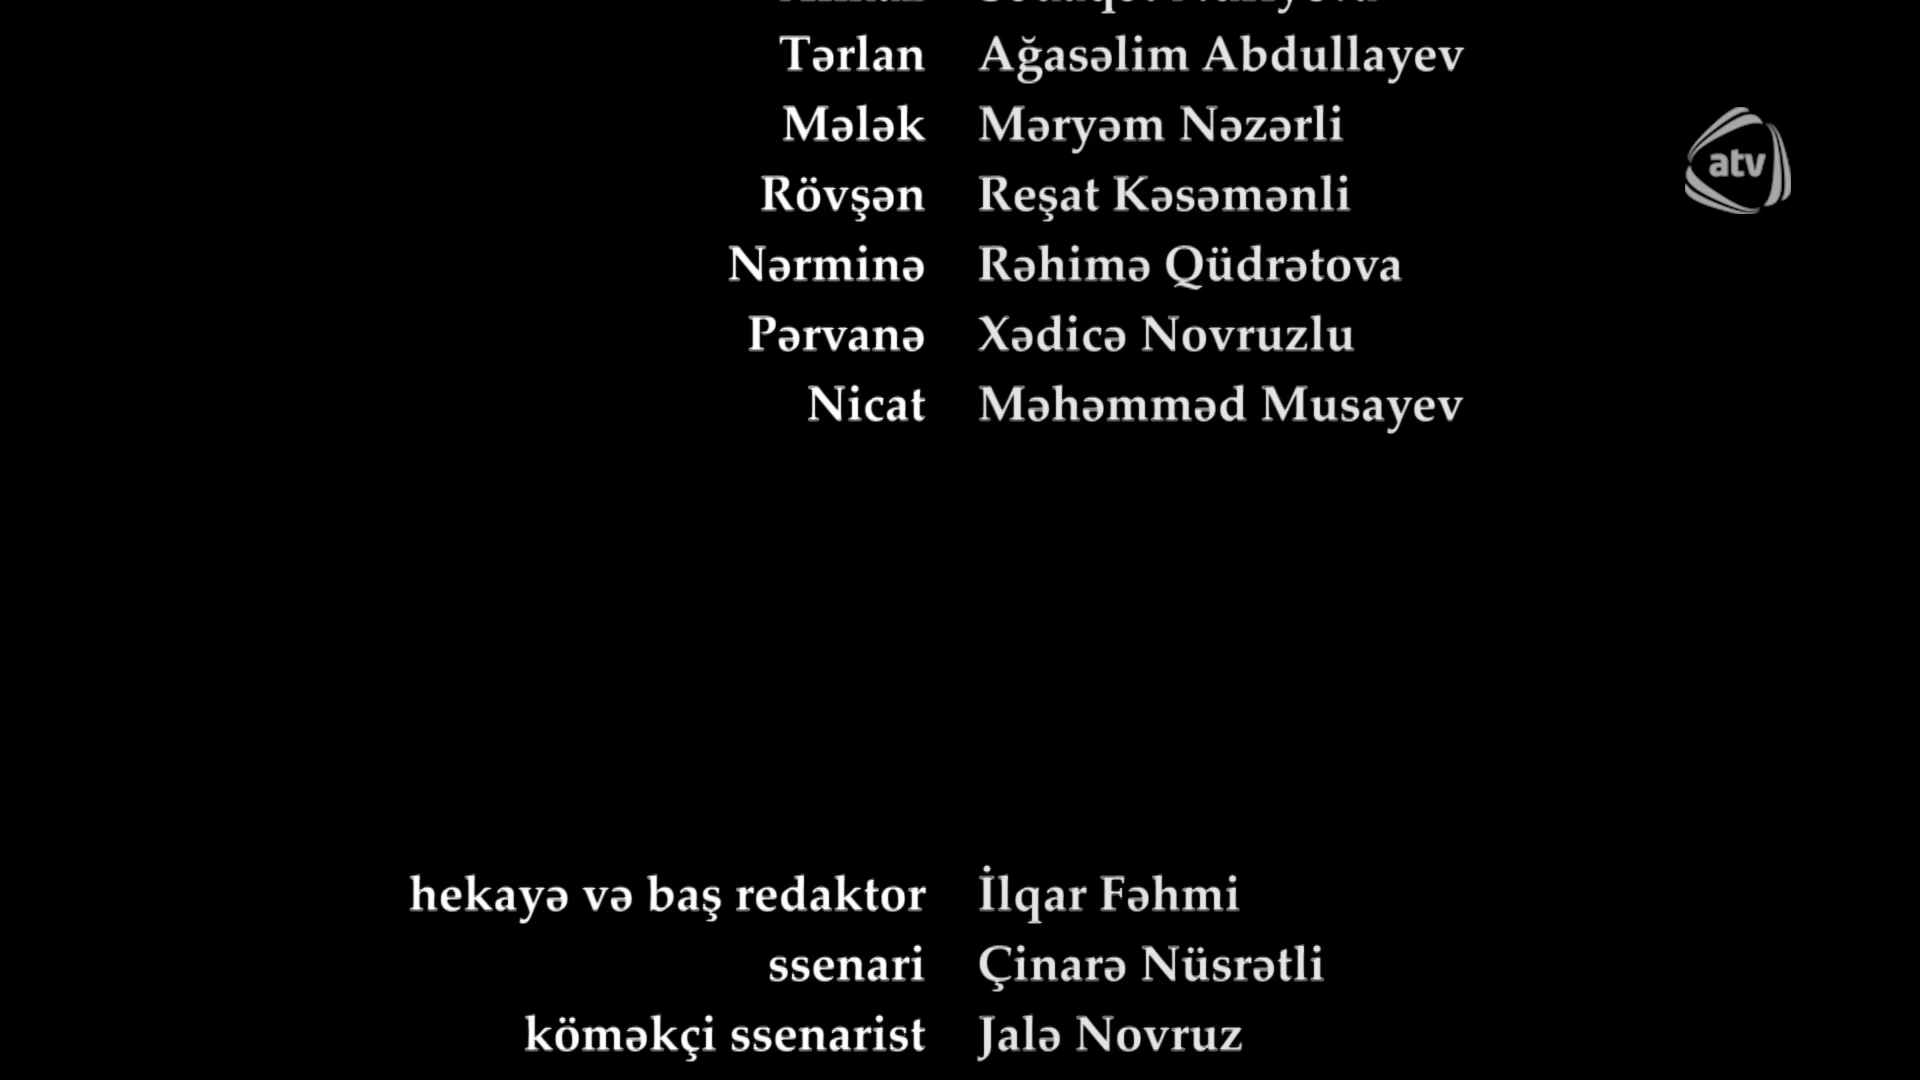 Tərlan Ağasəlim Abdullayev
Mələk Məryəm Nəzərli
atv
Rövşən Reşat Kəsəmənli
Nərminə Rəhimə Qüdrətova
Pərvanə Xədicə Novruzlu
Nicat Məhəmməd Musayev
hekayə və baş redaktor İlqar Fəhmi
ssenari Çinarə Nüsrətli
köməkçi ssenarist Jalə Novruz